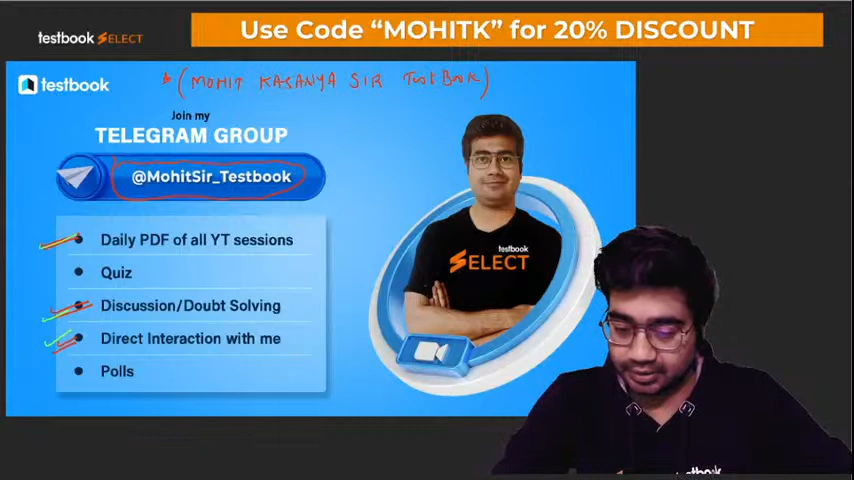 testbook SELECT
Use Code “MOHITK” for 20% DISCOUNT
testbook
* (MOHIT KASANYA SIR TestBook)
Join my
TELEGRAM GROUP
@MohitSir_Testbook
Daily PDF of all YT sessions
Quiz
Discussion/Doubt Solving
Direct Interaction with me
Polls
testbook
SELECT
testbook